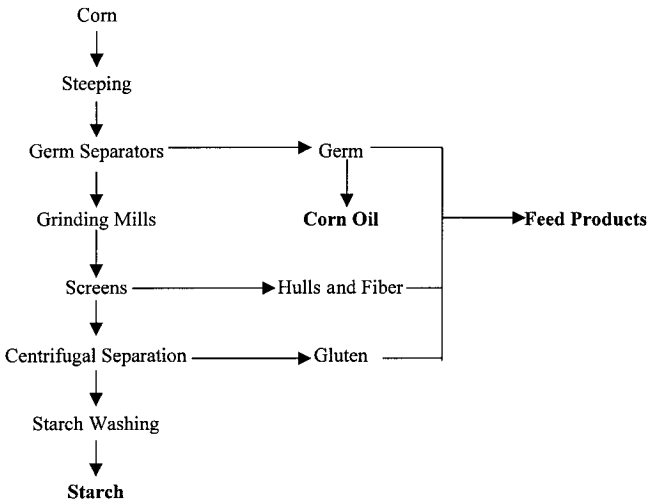 Corn
Steeping
Germ Separators
Germ
Grinding Mills
Corn Oil
Feed Products
Screens
Hulls and Fiber
Centrifugal Separation
Gluten
Starch Washing
Starch